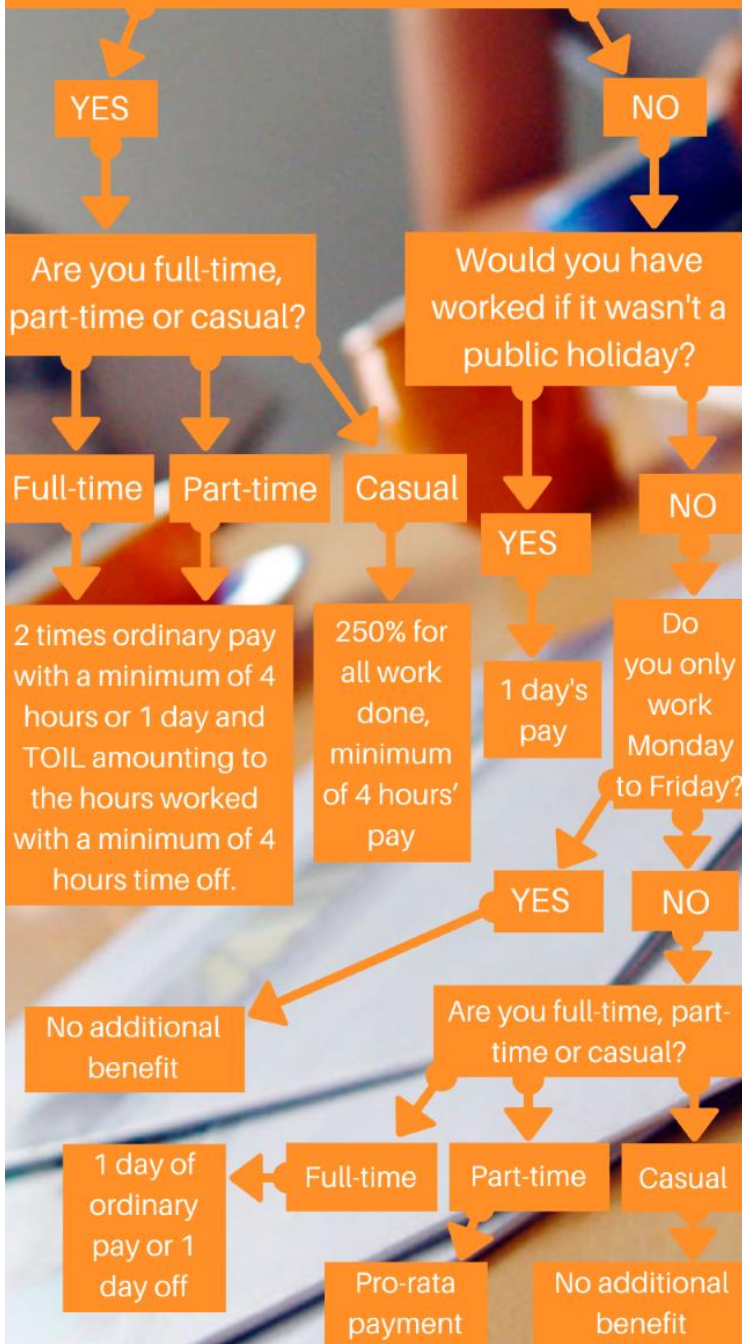 YES
NO
Are you full-time,
part-time or casual?
Would you have
worked if it wasn't a
public holiday?
Full-time
Part-time
Casual
YES
NO
2 times ordinary pay
with a minimum of 4
hours or 1 day and
TOIL amounting to
the hours worked
with a minimum of 4
hours time off.
250% for
all work
done,
minimum
of 4 hours’
pay
1 day's
pay
Do
you only
work
Monday
to Friday?
YES
NO
No additional
benefit
Are you full-time, part-
time or casual?
Full-time
Part-time
Casual
1 day of
ordinary
pay or 1
day off
Pro-rata
payment
No additional
benefit